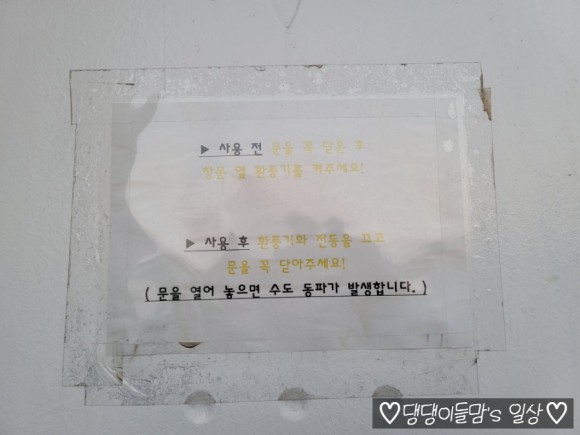 ▶ 사용 전 문을 꼭 닫은 후
창문 옆 환풍기를 켜주세요!
▶ 사용 후 환풍기와 전등을 끄고
문을 꼭 닫아주세요!
( 문을 열어 놓으면 수도 동파가 발생합니다. )
♡댕댕이들맘's 일상♡